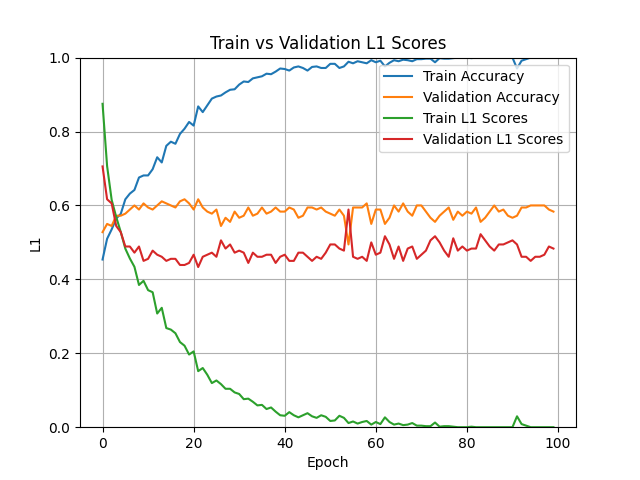 Train vs Validation L1 Scores
1.0
0.8
0.6
0.4
0.2
0.0
L1
Train Accuracy
Validation Accuracy
Train L1 Scores
Validation L1 Scores
0 20 40 60 80 100
Epoch